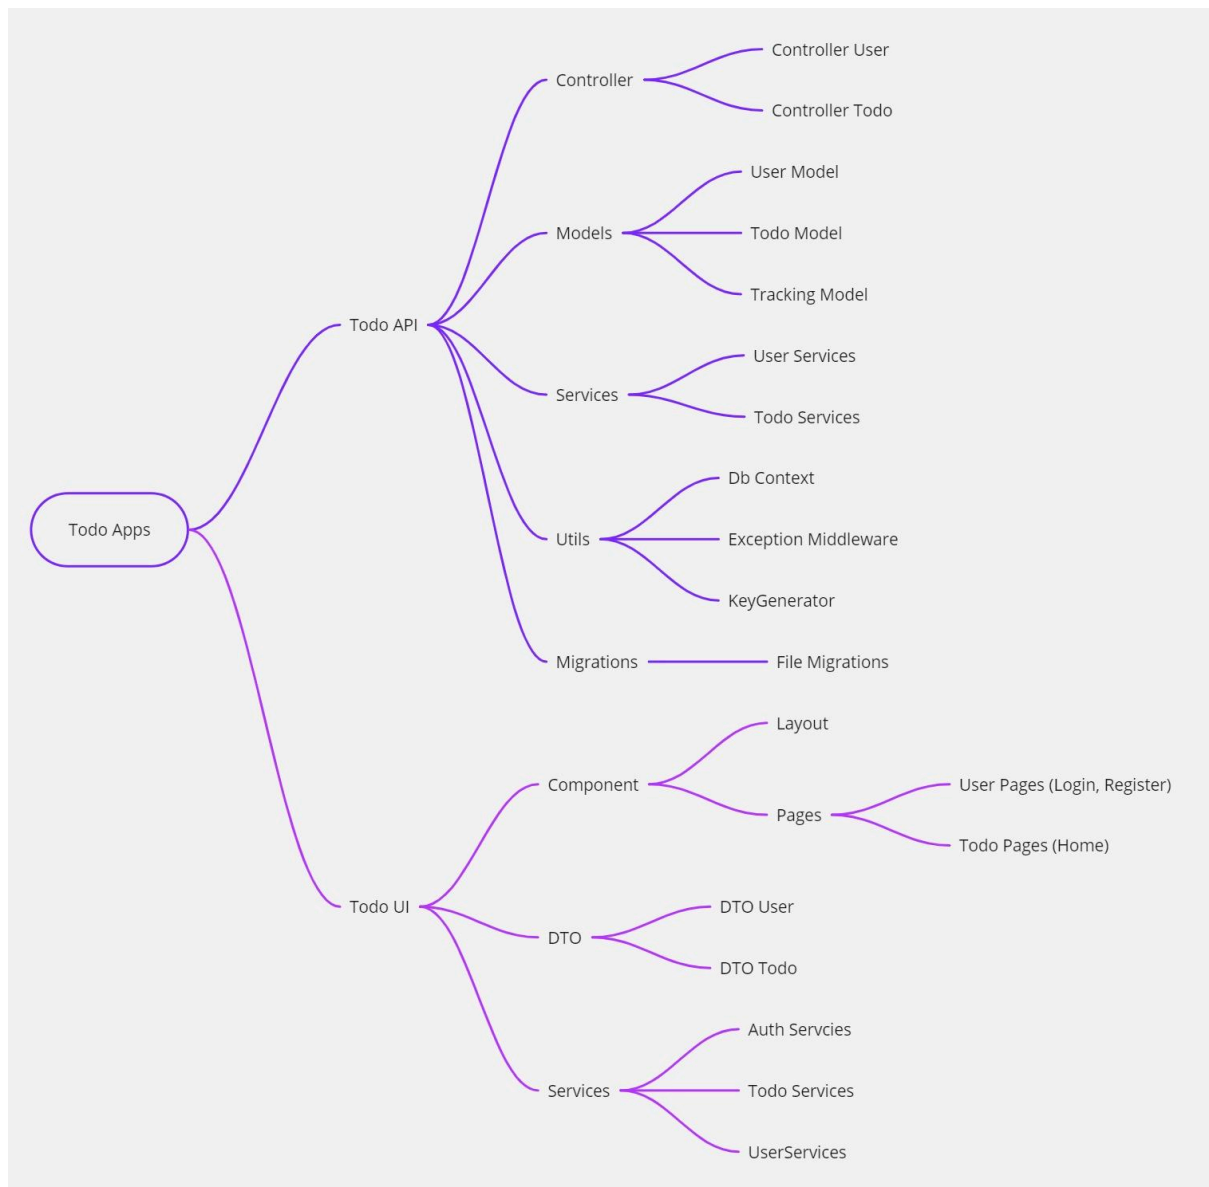 Todo Apps
Todo API
Controller
Controller User
Controller Todo
Models
User Model
Todo Model
Tracking Model
Services
User Services
Todo Services
Utils
Db Context
Exception Middleware
KeyGenerator
Migrations
File Migrations
Todo UI
Component
Layout
Pages
User Pages (Login, Register)
Todo Pages (Home)
DTO
DTO User
DTO Todo
Services
Auth Servcies
Todo Services
UserServices